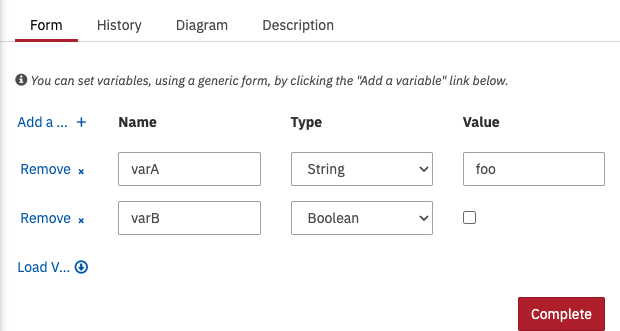 Form History Diagram Description
You can set variables, using a generic form, by clicking the "Add a variable" link below.
Add a ... + Name Type Value
Remove × varA String foo
Remove × varB Boolean
Load V...
Complete